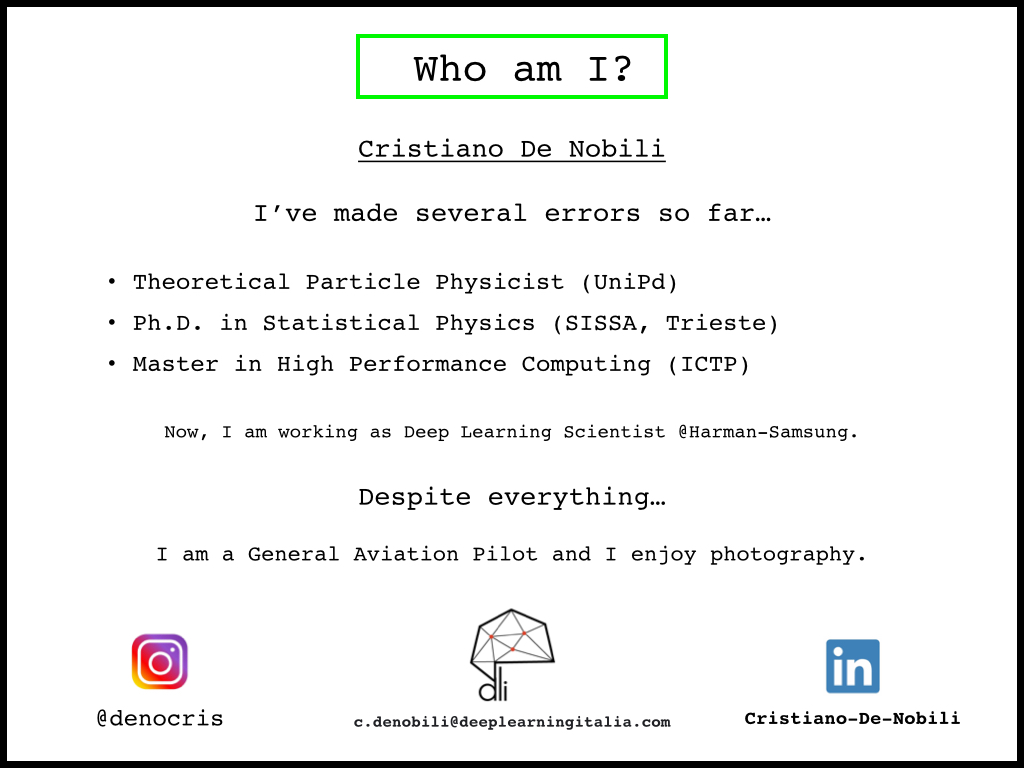 Who am I?
Cristiano De Nobili
I’ve made several errors so far…
• Theoretical Particle Physicist (UniPd)
• Ph.D. in Statistical Physics (SISSA, Trieste)
• Master in High Performance Computing (ICTP)
Now, I am working as Deep Learning Scientist @Harman-Samsung.
Despite everything…
I am a General Aviation Pilot and I enjoy photography.
dli
in
@denocris
c.denobili@deeplearningitalia.com
Cristiano-De-Nobili